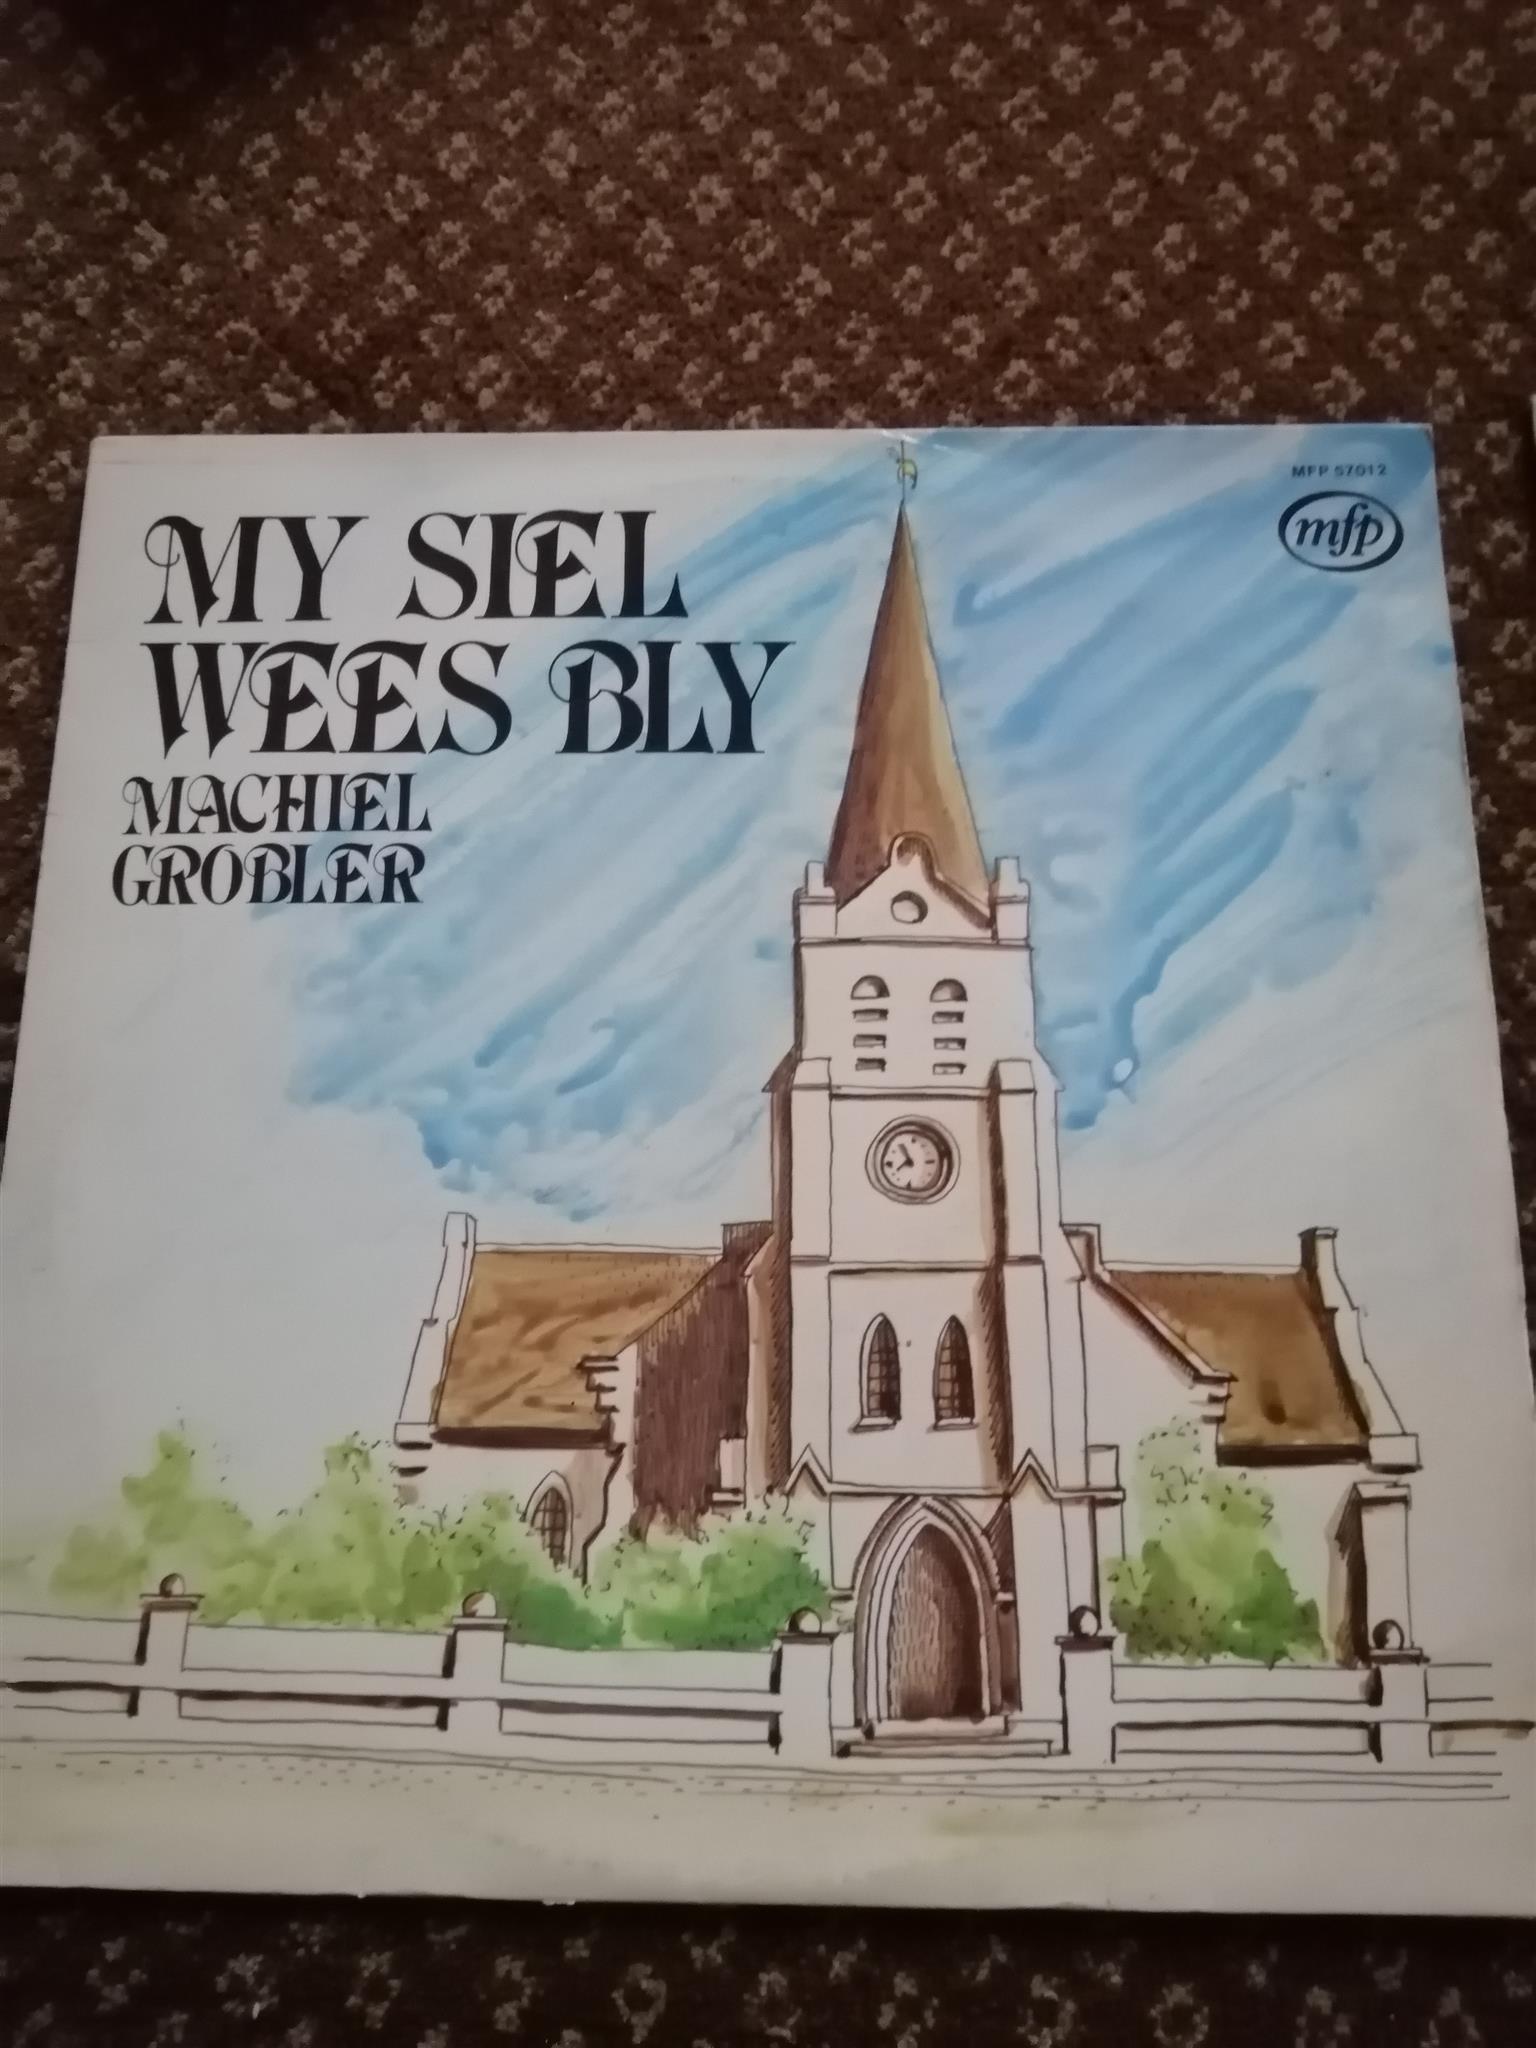 MY SIEL
WEES BLY
MACHIEL
GROBLER
MFP 57012
mfp